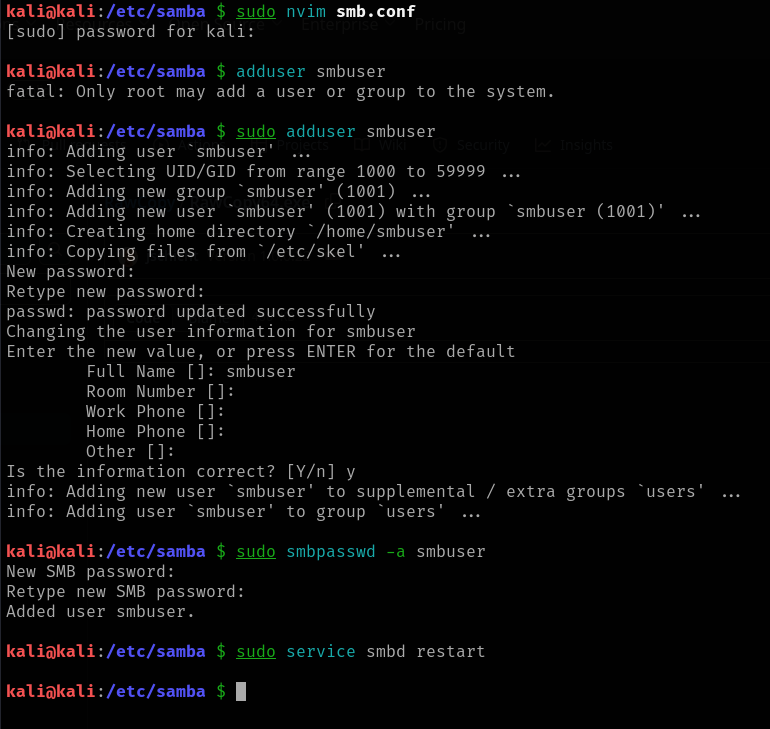 kali@kali:/etc/samba $ sudo nvim smb.conf
[sudo] password for kali:
kali@kali:/etc/samba $ adduser smbuser
fatal: Only root may add a user or group to the system.
kali@kali:/etc/samba $ sudo adduser smbuser
info: Adding user `smbuser' ...
info: Selecting UID/GID from range 1000 to 59999 ...
info: Adding new group `smbuser' (1001) ...
info: Adding new user `smbuser' (1001) with group `smbuser (1001)' ...
info: Creating home directory `/home/smbuser' ...
info: Copying files from `/etc/skel' ...
New password:
Retype new password:
passwd: password updated successfully
Changing the user information for smbuser
Enter the new value, or press ENTER for the default
Full Name []: smbuser
Room Number []:
Work Phone []:
Home Phone []:
Other []:
Is the information correct? [Y/n] y
info: Adding new user `smbuser' to supplemental / extra groups `users' ...
info: Adding user `smbuser' to group `users' ...
kali@kali:/etc/samba $ sudo smbpasswd -a smbuser
New SMB password:
Retype new SMB password:
Added user smbuser.
kali@kali:/etc/samba $ sudo service smbd restart
kali@kali:/etc/samba $
Enterprise
Pricing
Projects
Wiki
Security
Insights